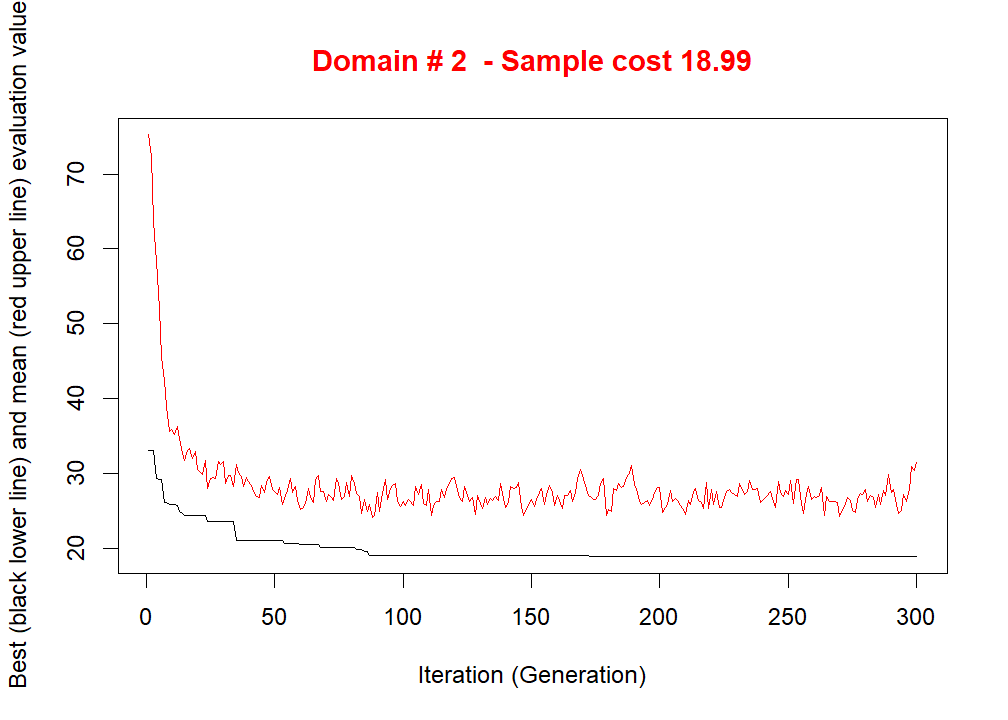 Domain # 2  - Sample cost 18.99
Best (black lower line) and mean (red upper line) evaluation value
70
60
50
40
30
20
0 50 100 150 200 250 300
Iteration (Generation)